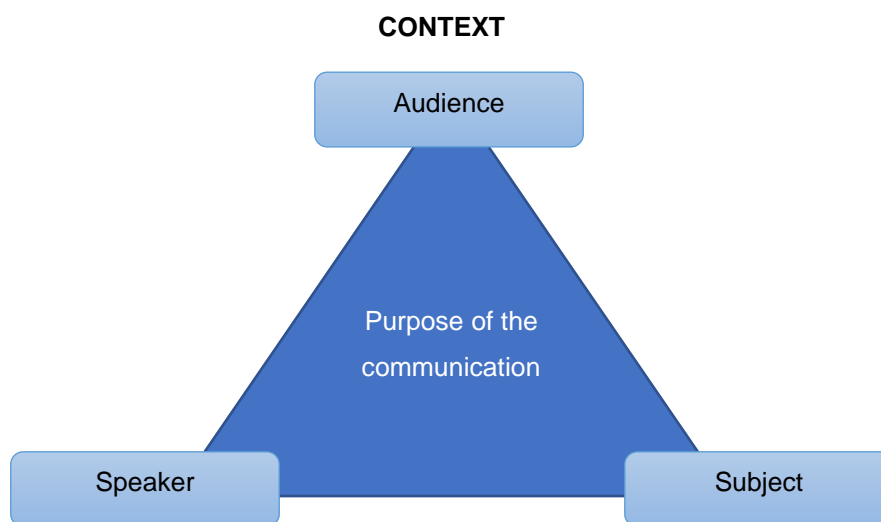 CONTEXT
Audience
Purpose of the
communication
Speaker
Subject